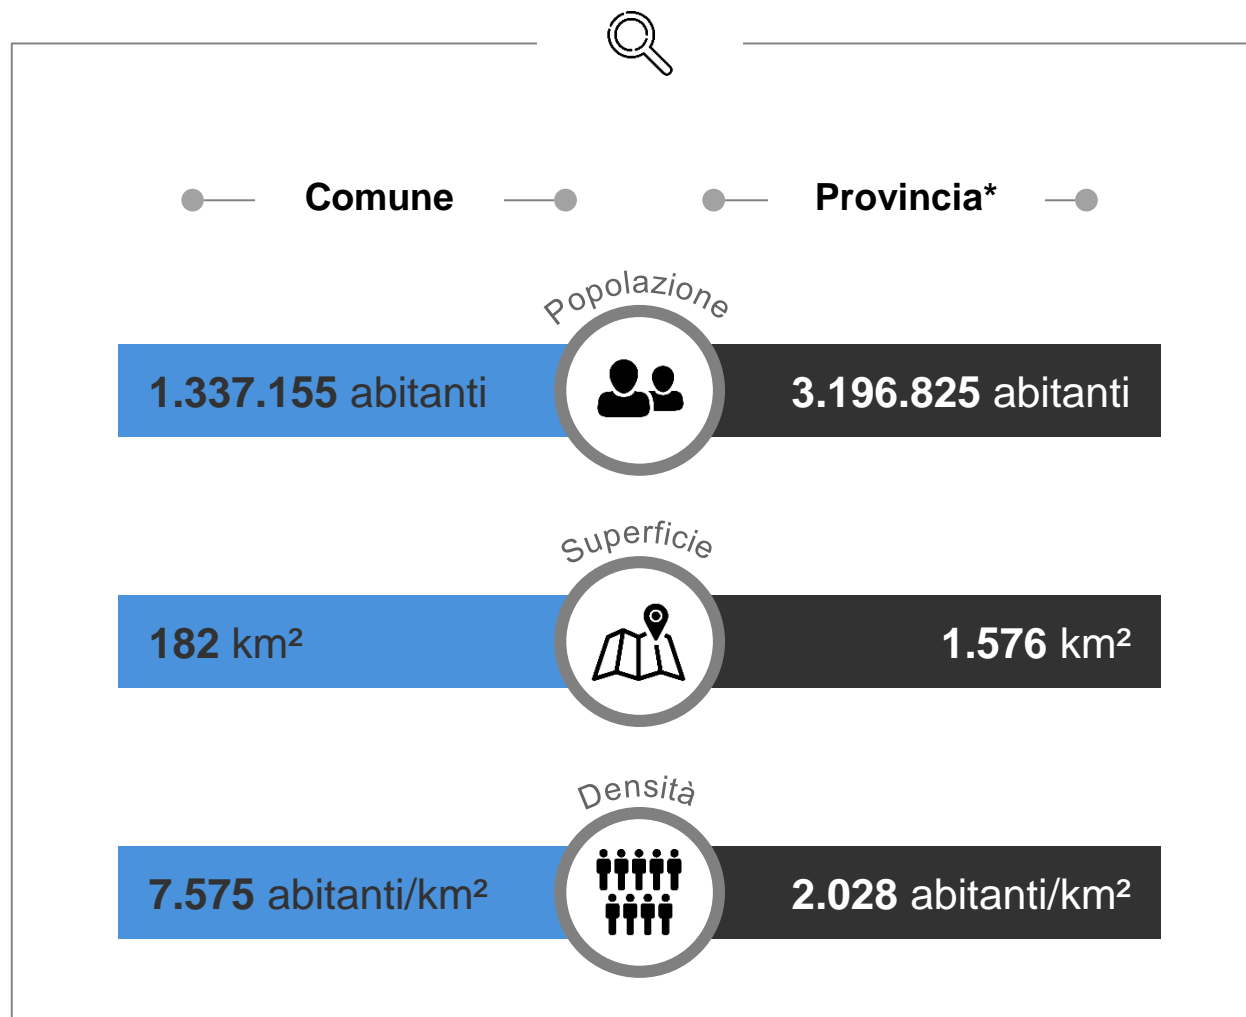 Comune
Provincia*
Popolazione
1.337.155 abitanti
3.196.825 abitanti
Superficie
182 km²
1.576 km²
Densità
7.575 abitanti/km²
2.028 abitanti/km²